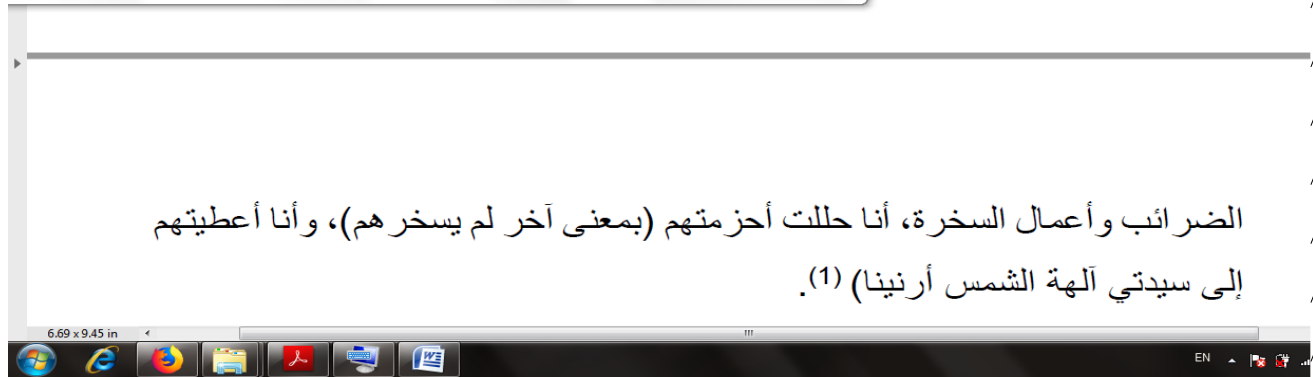 الضرائب وأعمال السخرة، أنا حللت أحزمتهم (بمعنى آخر لم يسخرهم)، وأنا أعطيتهم
إلى سيدتي آلهة الشمس أرنينا) (1).
6.69 x 9.45 in
EN